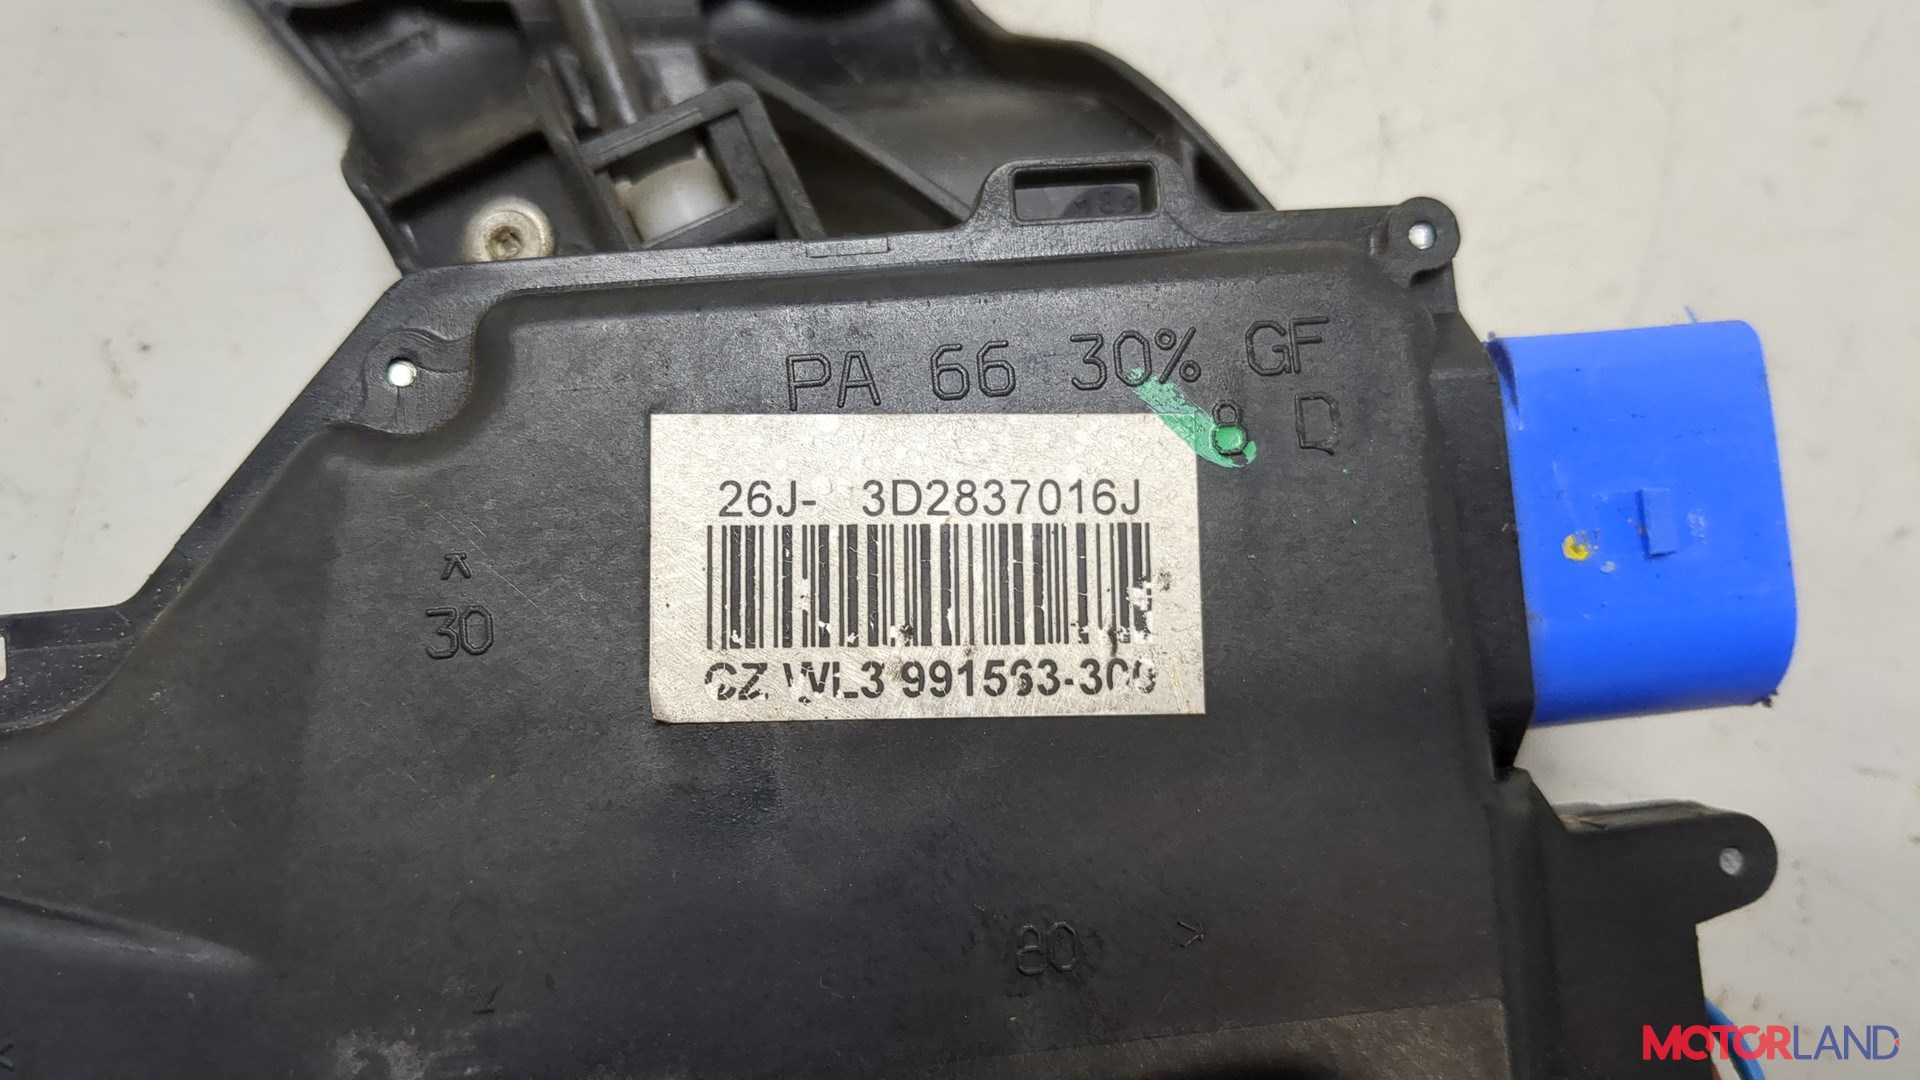 PA 66 30% GF
8 D
26J- 3D2837016J
CZ WL3 991563-300
30
80
MOTORLAND